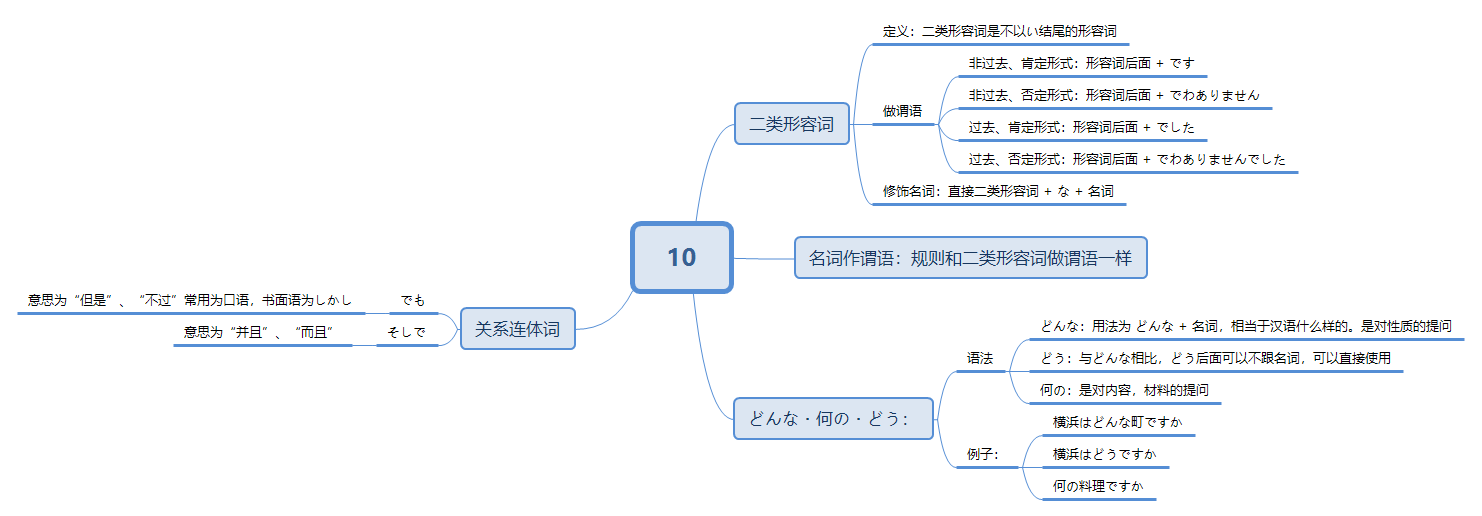 10
二类形容词
定义：二类形容词是不以い结尾的形容词
做谓语
非过去、肯定形式：形容词后面 + です
非过去、否定形式：形容词后面 + でわありません
过去、肯定形式：形容词后面 + でした
过去、否定形式：形容词后面 + でわありませんでした
修饰名词：直接二类形容词 + な + 名词
名词作谓语：规则和二类形容词做谓语一样
どんな・何の・どう：
语法
どんな：用法为 どんな + 名词，相当于汉语什么样的。是对性质的提问
どう：与どんな相比，どう后面可以不跟名词，可以直接使用
何の：是对内容，材料的提问
例子：
横浜はどんな町ですか
横浜はどうですか
何の料理ですか
关系连体词
でも
意思为“但是”、“不过”常用为口语，书面语为しかし
そしで
意思为“并且”、“而且”